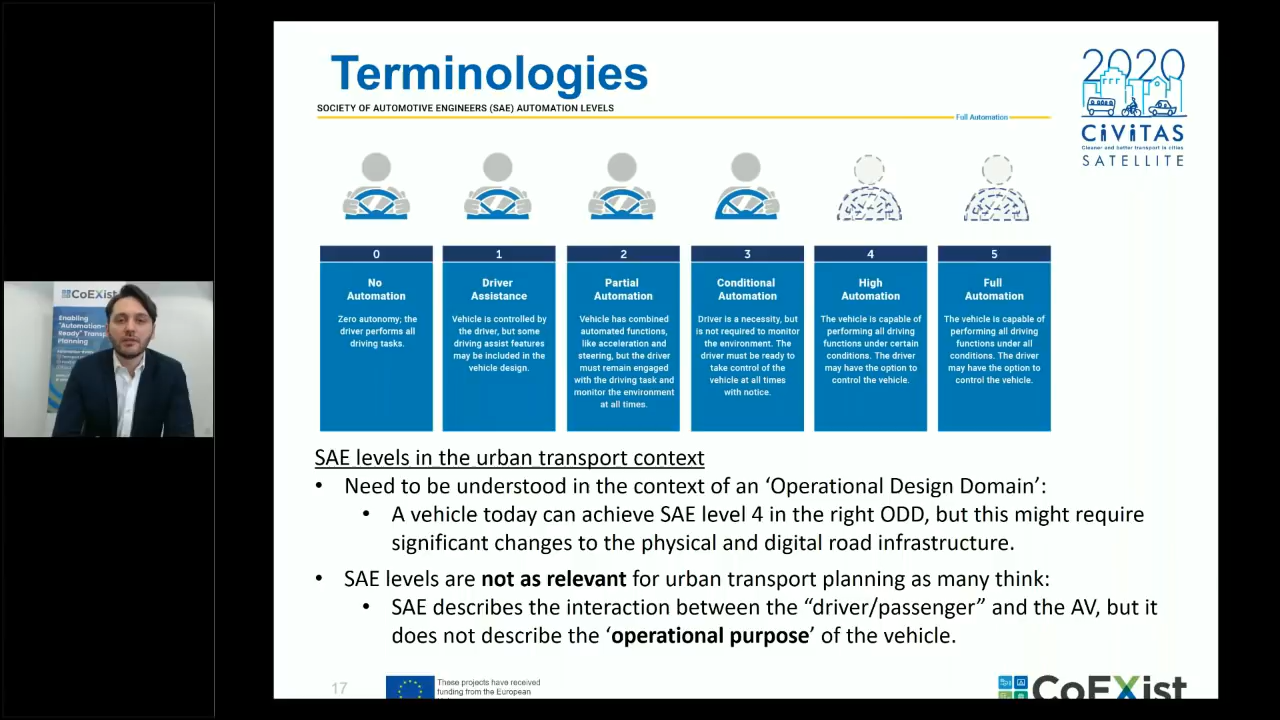 Terminologies
SOCIETY OF AUTOMOTIVE ENGINEERS (SAE) AUTOMATION LEVELS
Full Automation
2020
CIVITAS
Cleaner and better transport in cities
SATELLITE
0
No
Automation
Zero autonomy; the
driver performs all
driving tasks.
1
Driver
Assistance
Vehicle is controlled by
the driver, but some
driving assist features
may be included in the
vehicle design.
2
Partial
Automation
Vehicle has combined
automated functions,
like acceleration and
steering, but the driver
must remain engaged
with the driving task and
monitor the environment
at all times.
3
Conditional
Automation
Driver is a necessity, but
is not required to monitor
the environment. The
driver must be ready to
take control of the
vehicle at all times
with notice.
4
High
Automation
The vehicle is capable of
performing all driving
functions under certain
conditions. The driver
may have the option to
control the vehicle.
5
Full
Automation
The vehicle is capable of
performing all driving
functions under all
conditions. The driver
may have the option to
control the vehicle.
CoEXist
Enabling
"Automation-
Ready" Transp
Planning
SAE levels in the urban transport context
• Need to be understood in the context of an ‘Operational Design Domain’:
• A vehicle today can achieve SAE level 4 in the right ODD, but this might require
significant changes to the physical and digital road infrastructure.
• SAE levels are not as relevant for urban transport planning as many think:
• SAE describes the interaction between the “driver/passenger” and the AV, but it
does not describe the ‘operational purpose’ of the vehicle.
17
These projects have received
funding from the European
CoEXist